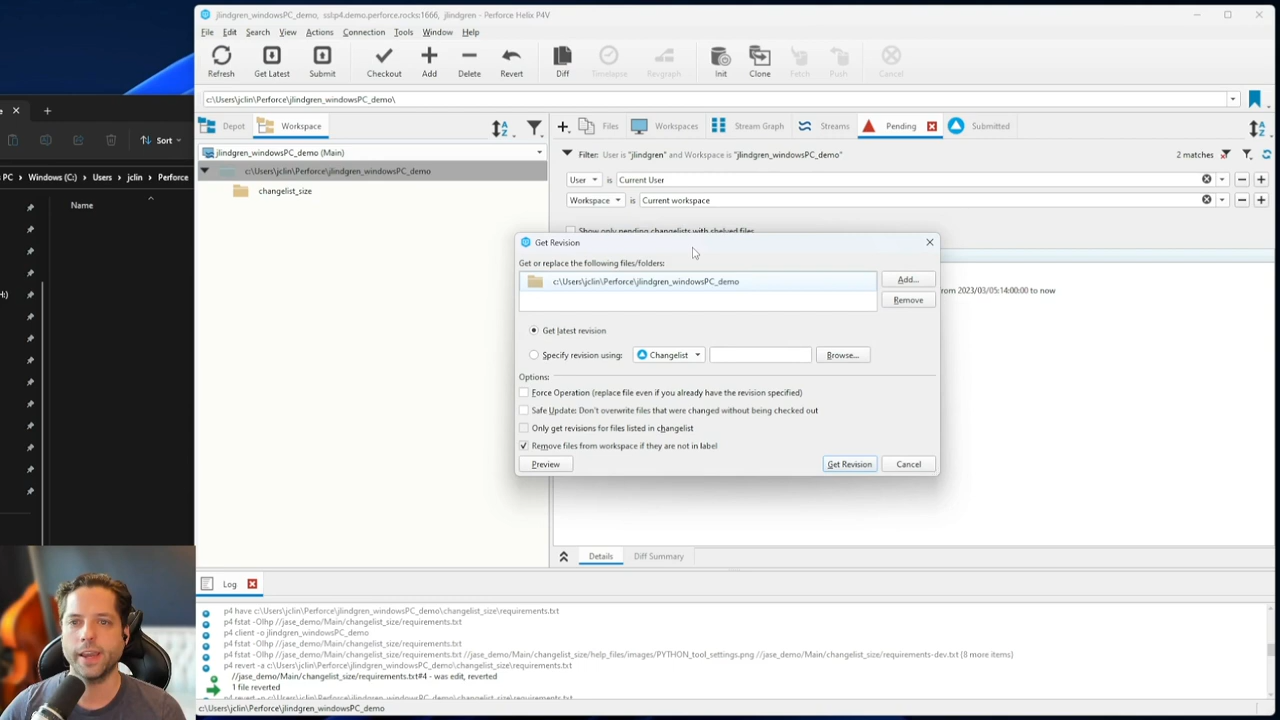 jlindgren_windowsPC_demo, ssl:p4.demo.perforce.rocks:1666, jlindgren - Perforce Helix P4V
File Edit Search View Actions Connection Tools Window Help
Refresh Get Latest Submit Checkout Add Delete Revert Diff Timelapse Revgraph Init Clone Fetch Push Cancel
c:\Users\jclin\Perforce\jlindgren_windowsPC_demo\
Depot Workspace
Files Workspaces Stream Graph Streams Pending Submitted
Sort
PC > Windows (C:) > Users > jclin > Perforce
Name
jlindgren_windowsPC_demo (Main)
c:\Users\jclin\Perforce\jlindgren_windowsPC_demo
changelist_size
Filter: User is "jlindgren" and Workspace is "jlindgren_windowsPC_demo"
2 matches
User is Current User
Workspace is Current workspace
Show only pending changelists with shelved files
from 2023/03/05:14:00:00 to now
Get Revision
Get or replace the following files/folders:
c:\Users\jclin\Perforce\jlindgren_windowsPC_demo
Add...
Remove
Get latest revision
Specify revision using: Changelist Browse...
Options:
Force Operation (replace file even if you already have the revision specified)
Safe Update: Don't overwrite files that were changed without being checked out
Only get revisions for files listed in changelist
Remove files from workspace if they are not in label
Preview Get Revision Cancel
Details Diff Summary
Log
p4 have c:\Users\jclin\Perforce\jlindgren_windowsPC_demo\changelist_size\requirements.txt
p4 fstat -Olhp //jase_demo/Main/changelist_size/requirements.txt
p4 client -o jlindgren_windowsPC_demo
p4 fstat -Olhp //jase_demo/Main/changelist_size/requirements.txt
p4 fstat -Olhp //jase_demo/Main/changelist_size/help_files/images/PYTHON_tool_settings.png //jase_demo/Main/changelist_size/requirements-dev.txt (8 more items)
p4 revert -a c:\Users\jclin\Perforce\jlindgren_windowsPC_demo\changelist_size\requirements.txt
//jase_demo/Main/changelist_size/requirements.txt#4 - was edit, reverted
1 file reverted
c:\Users\jclin\Perforce\jlindgren_windowsPC_demo